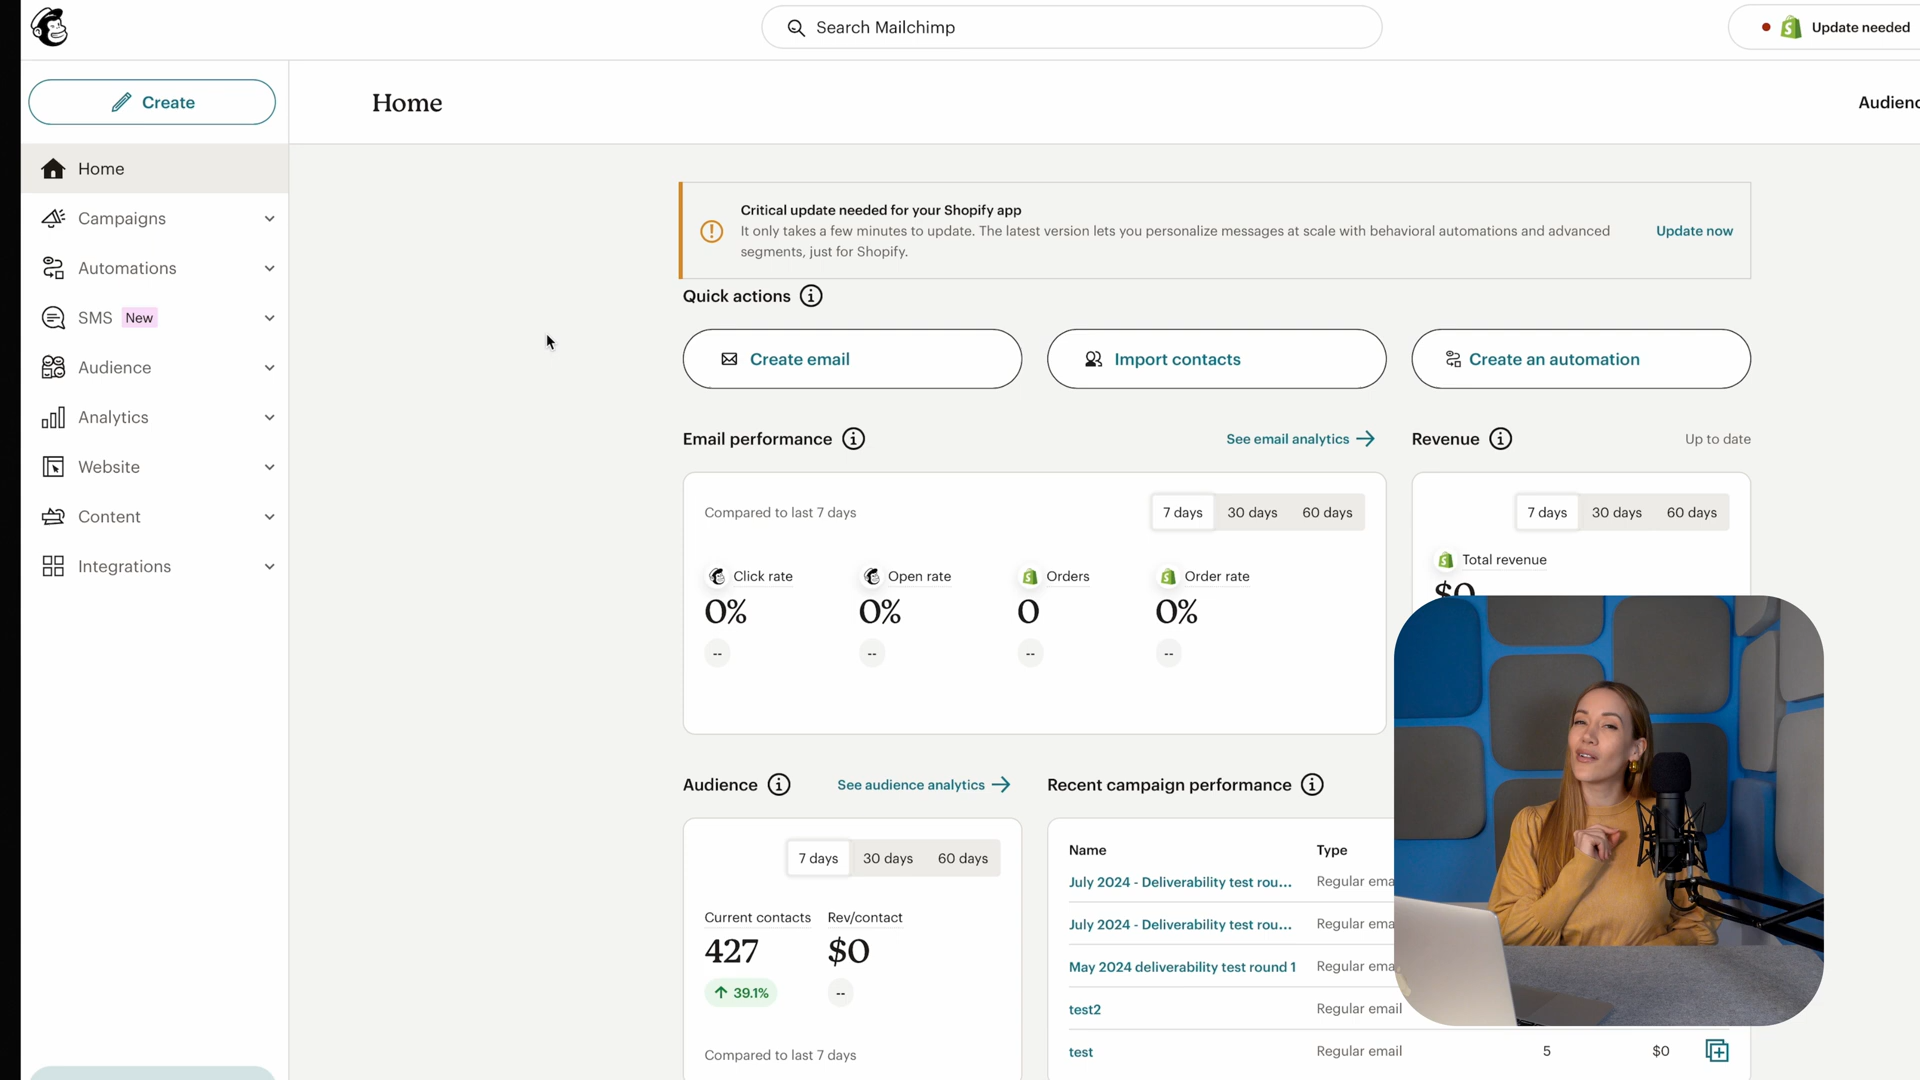 Search Mailchimp
Update needed
Create
Home
Audienc
Home
Campaigns
Automations
SMS New
Audience
Analytics
Website
Content
Integrations
Critical update needed for your Shopify app
It only takes a few minutes to update. The latest version lets you personalize messages at scale with behavioral automations and advanced
segments, just for Shopify.
Update now
Quick actions
Create email
Import contacts
Create an automation
Email performance
See email analytics
Revenue
Up to date
Compared to last 7 days
7 days 30 days 60 days
7 days 30 days 60 days
Click rate
0%
--
Open rate
0%
--
Orders
0
--
Order rate
0%
--
Total revenue
$0
Audience
See audience analytics
7 days 30 days 60 days
Current contacts
427
39.1%
Rev/contact
$0
--
Compared to last 7 days
Recent campaign performance
Name Type
July 2024 - Deliverability test rou... Regular ema
July 2024 - Deliverability test rou... Regular ema
May 2024 deliverability test round 1 Regular ema
test2 Regular email
test Regular email 5 $0